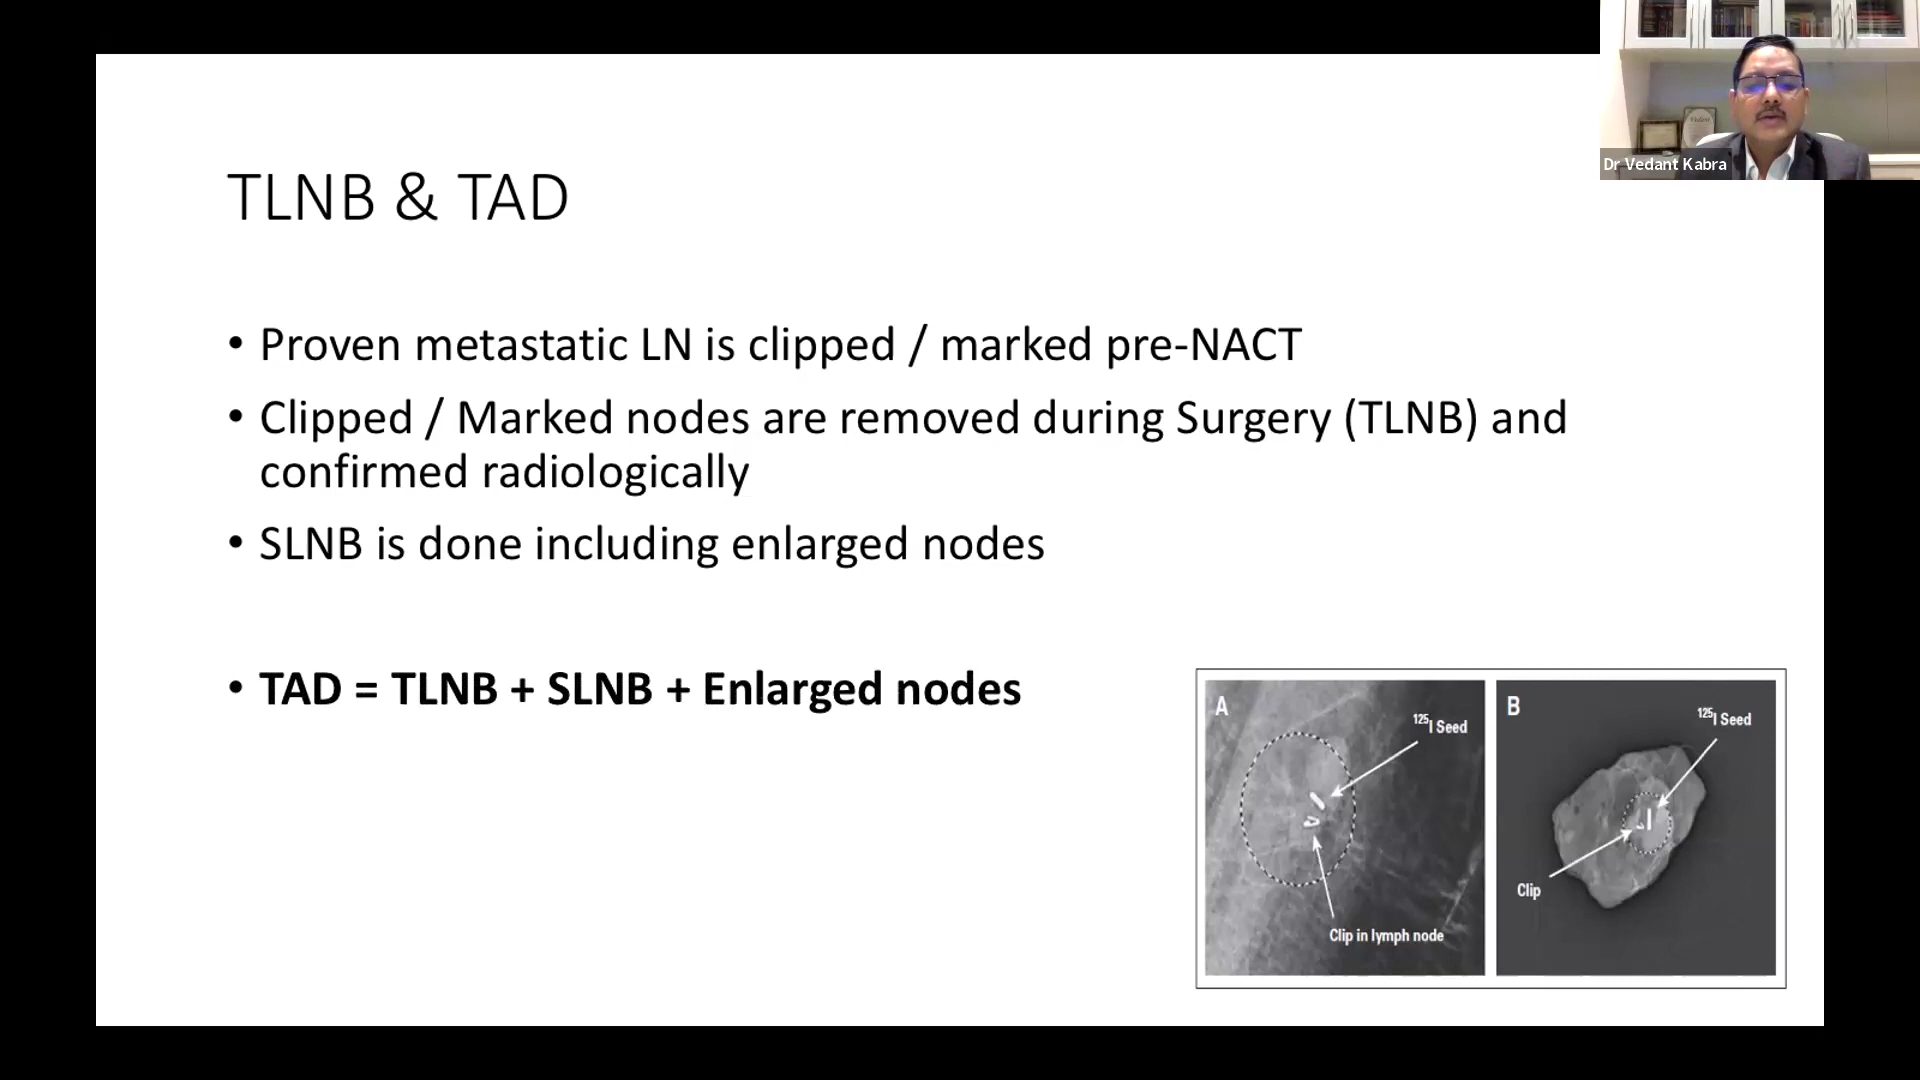 Dr Vedant Kabra
TLNB & TAD
• Proven metastatic LN is clipped / marked pre-NACT
• Clipped / Marked nodes are removed during Surgery (TLNB) and
confirmed radiologically
• SLNB is done including enlarged nodes
• TAD = TLNB + SLNB + Enlarged nodes
A
125I Seed
Clip in lymph node
B
125I Seed
Clip